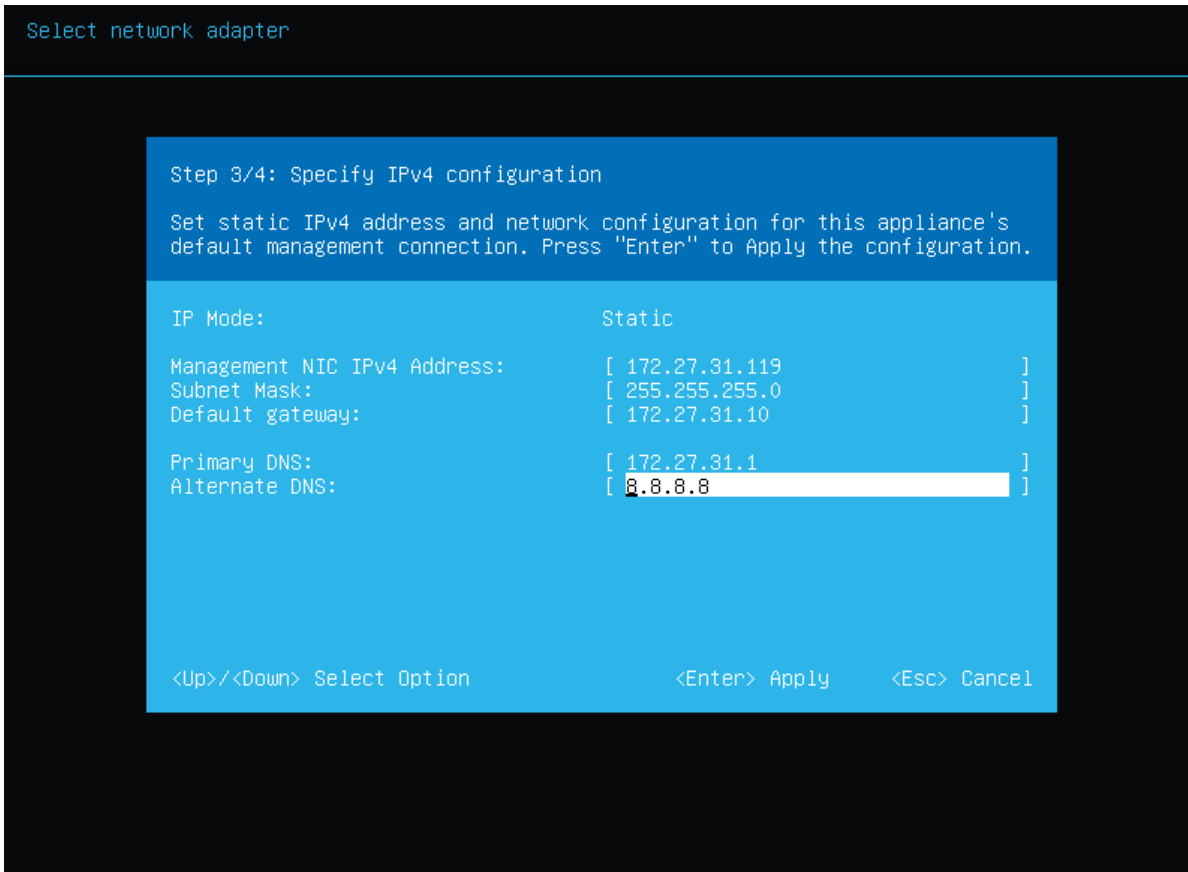 Select network adapter
Step 3/4: Specify IPv4 configuration
Set static IPv4 address and network configuration for this appliance's
default management connection. Press "Enter" to Apply the configuration.
IP Mode: Static
Management NIC IPv4 Address: [ 172.27.31.119 ]
Subnet Mask: [ 255.255.255.0 ]
Default gateway: [ 172.27.31.10 ]
Primary DNS: [ 172.27.31.1 ]
Alternate DNS: [ 8.8.8.8 ]
<Up>/<Down> Select Option <Enter> Apply <Esc> Cancel